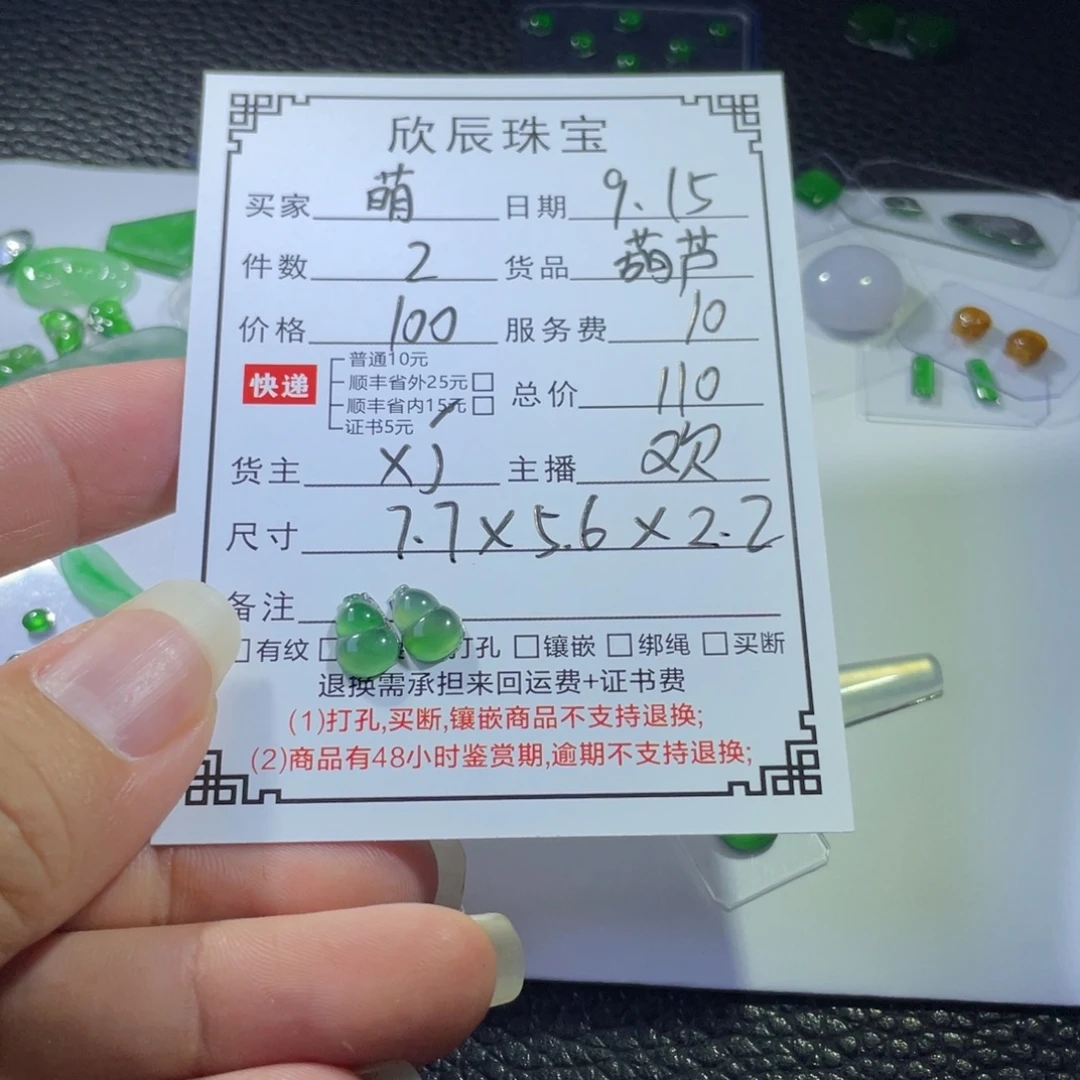 欣辰珠宝
买家 萌 日期 9.15
件数 2 货品 葫芦
价格 100 服务费 10
快递 普通10元
顺丰省外25元□
顺丰省内15元□
证书5元
总价 110
货主 XJ 主播 欢
尺寸 7.7×5.6×2.2
备注
□有纹 □ 打孔 □镶嵌 □绑绳 □买断
退换需承担来回运费+证书费
(1)打孔,买断,镶嵌商品不支持退换;
(2)商品有48小时鉴赏期,逾期不支持退换;